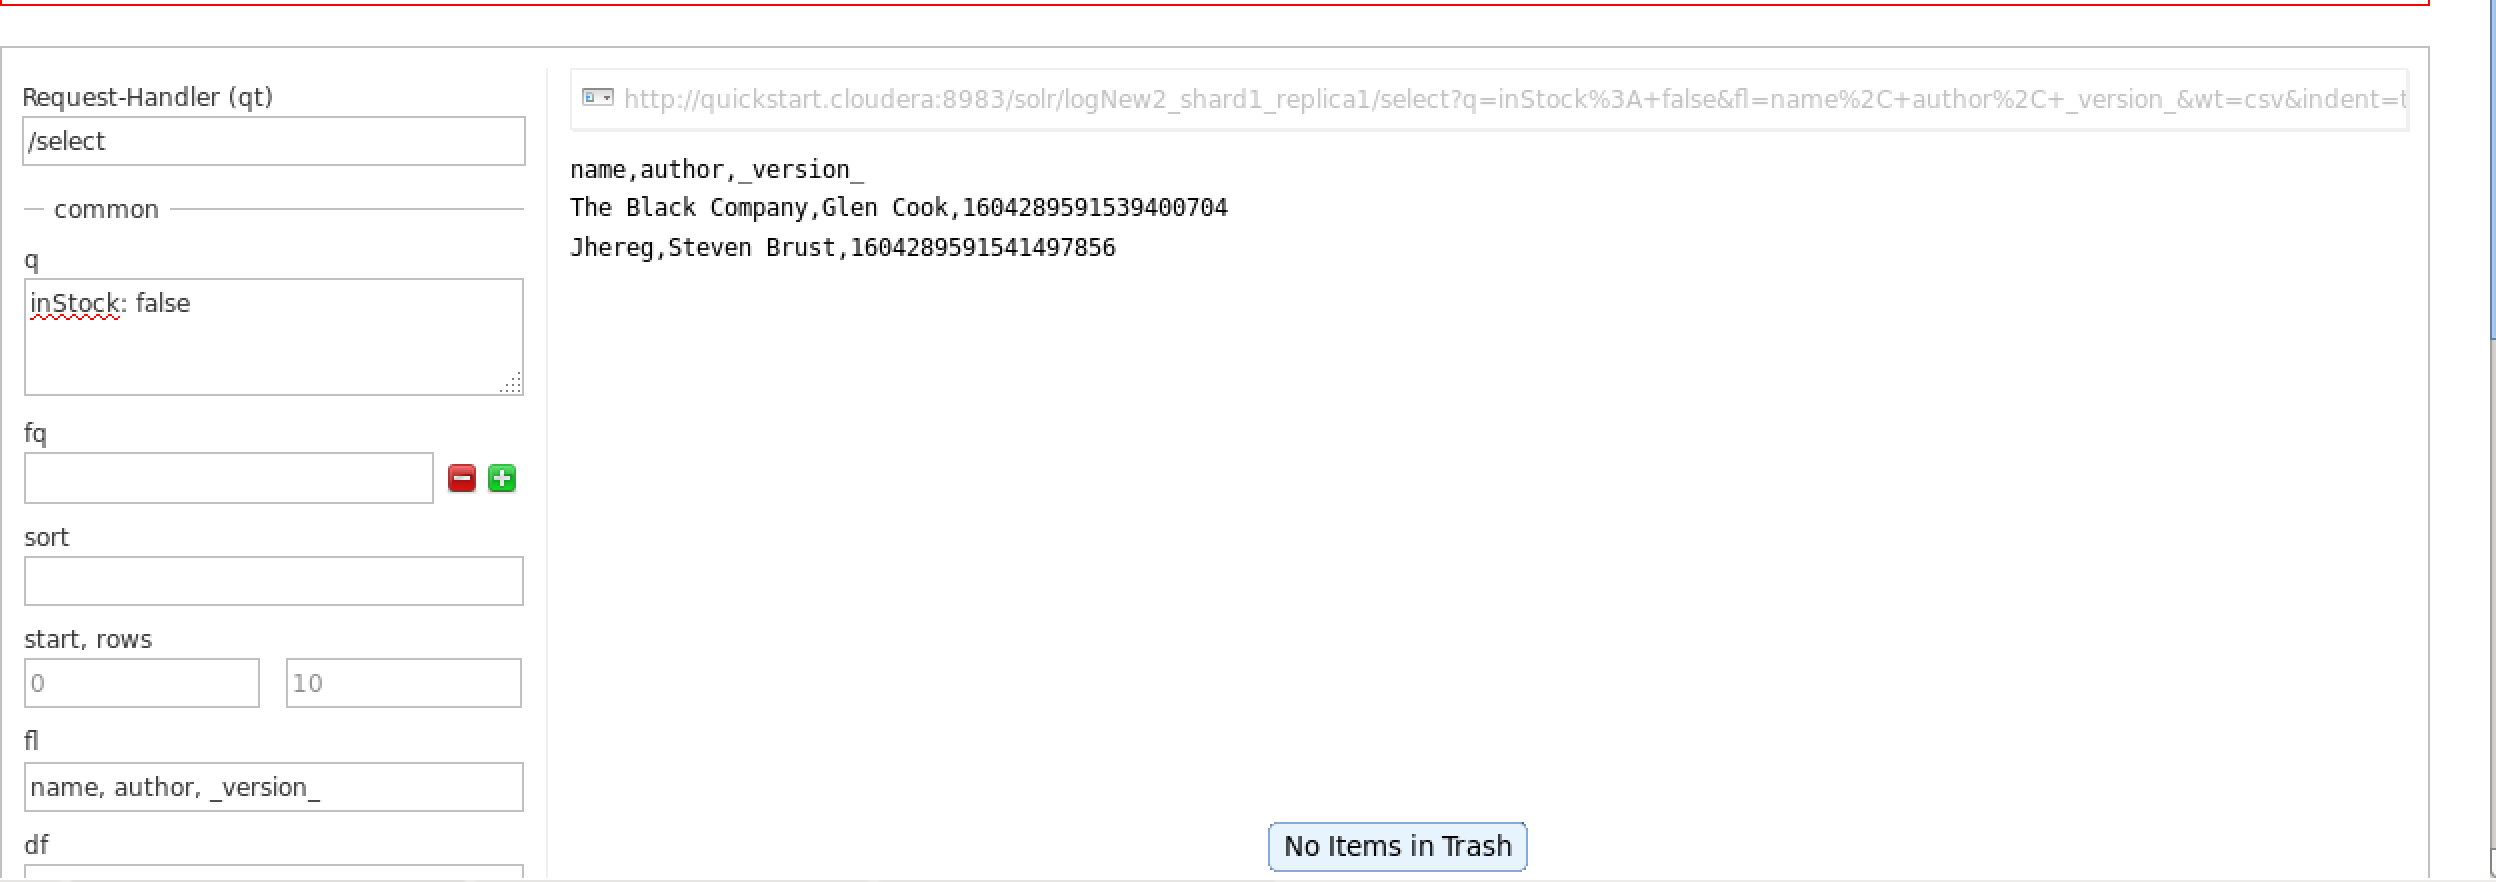 Request-Handler (qt)
/select
common
q
inStock: false
fq
sort
start, rows
0 10
fl
name, author, _version_
df
http://quickstart.cloudera:8983/solr/logNew2_shard1_replica1/select?q=inStock%3A+false&fl=name%2C+author%2C+_version_&wt=csv&indent=t
name,author,_version_
The Black Company,Glen Cook,1604289591539400704
Jhereg,Steven Brust,1604289591541497856
No Items in Trash